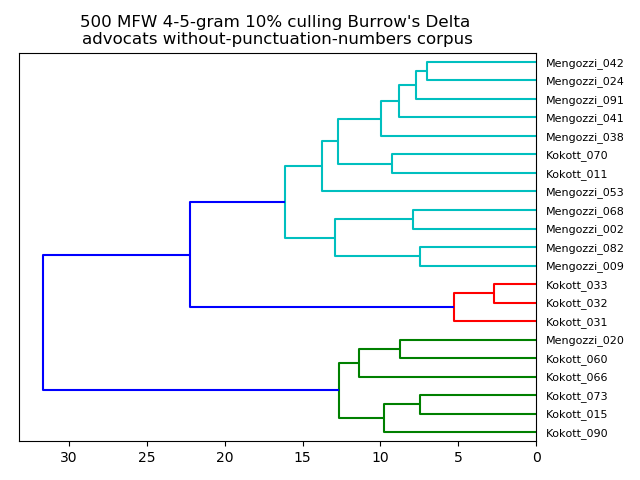 500 MFW 4-5-gram 10% culling Burrow's Delta
advocats without-punctuation-numbers corpus
Mengozzi_042
Mengozzi_024
Mengozzi_091
Mengozzi_041
Mengozzi_038
Kokott_070
Kokott_011
Mengozzi_053
Mengozzi_068
Mengozzi_002
Mengozzi_082
Mengozzi_009
Kokott_033
Kokott_032
Kokott_031
Mengozzi_020
Kokott_060
Kokott_066
Kokott_073
Kokott_015
Kokott_090
30 25 20 15 10 5 0